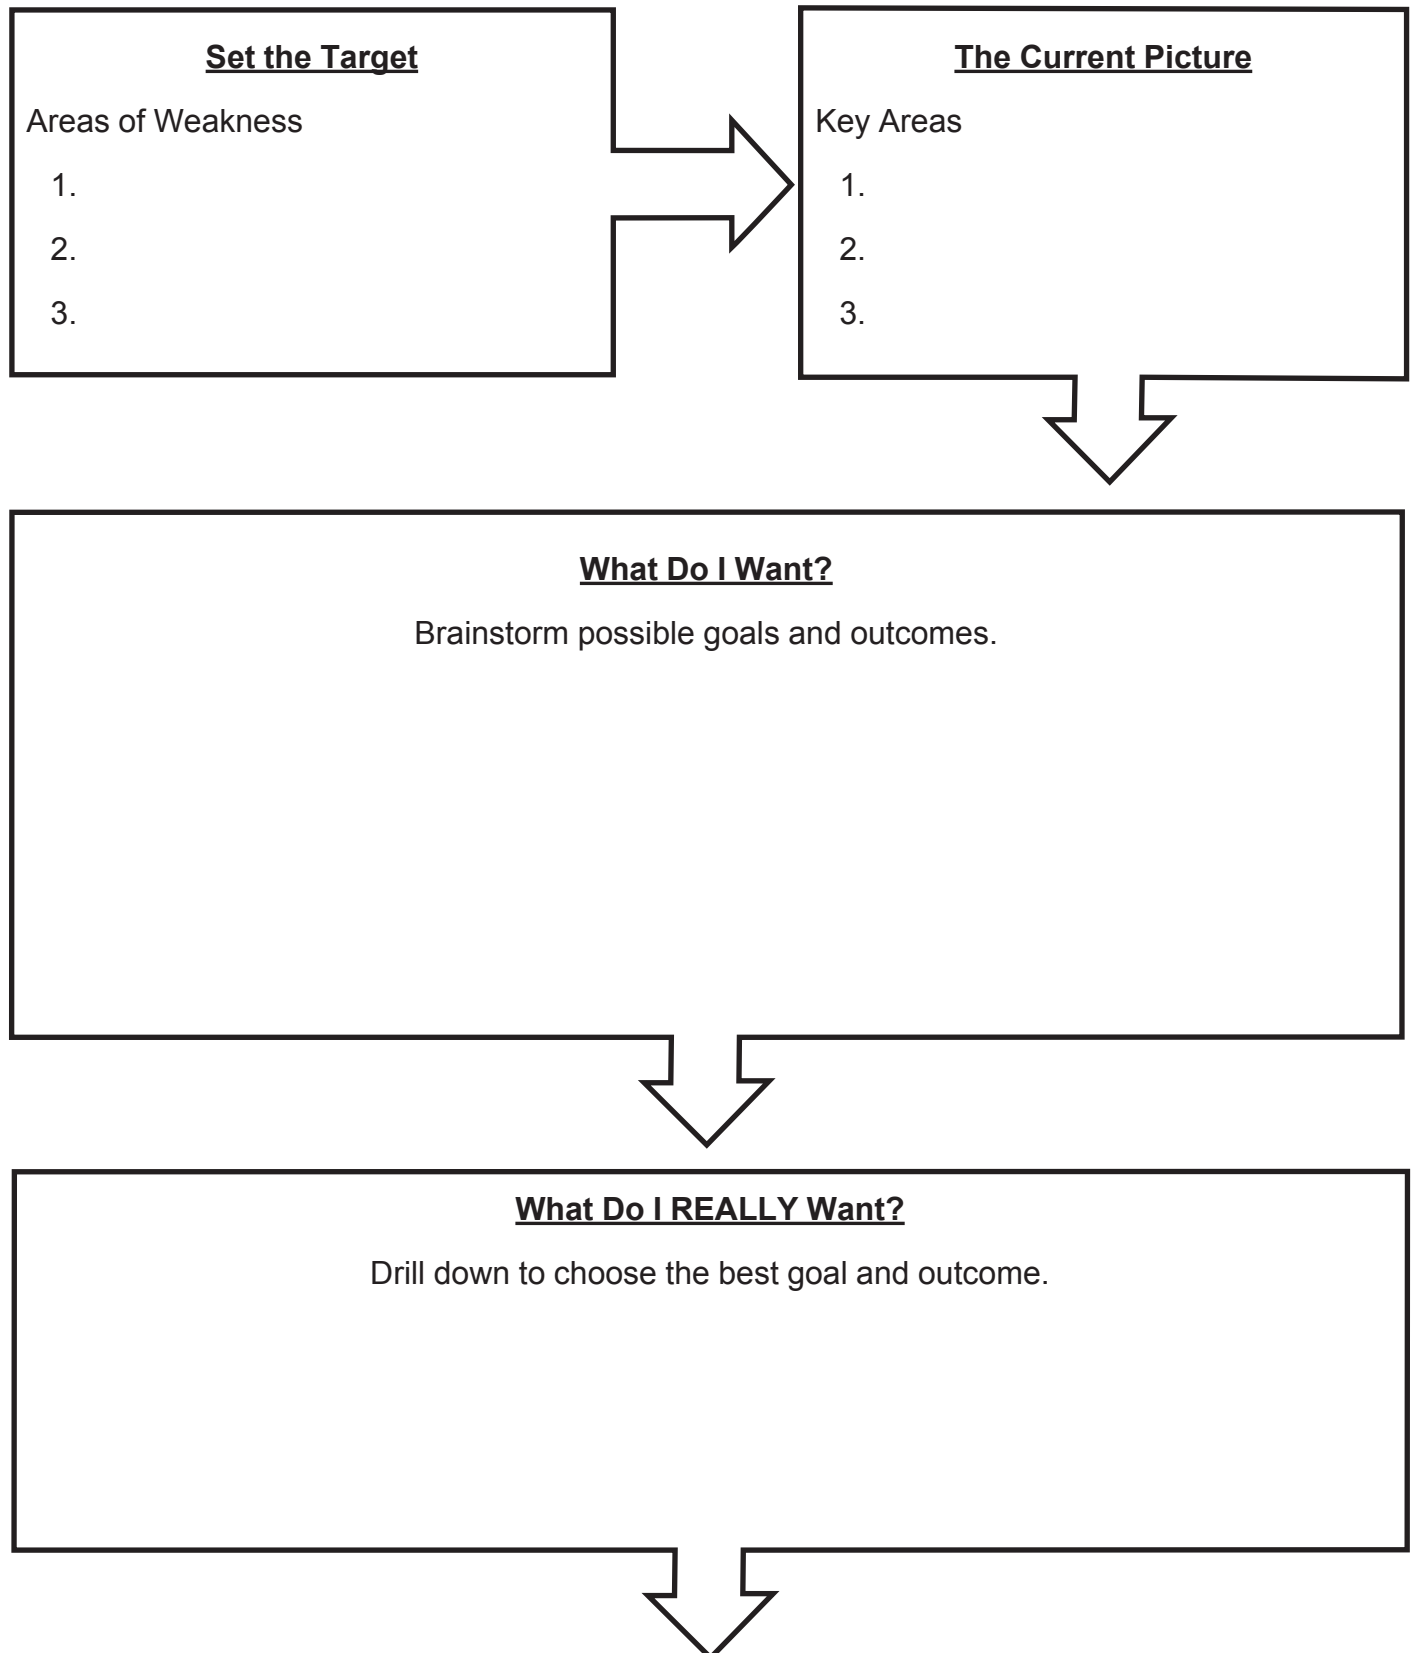 Set the Target
Areas of Weakness
1.
2.
3.
The Current Picture
Key Areas
1.
2.
3.
What Do I Want?
Brainstorm possible goals and outcomes.
What Do I REALLY Want?
Drill down to choose the best goal and outcome.